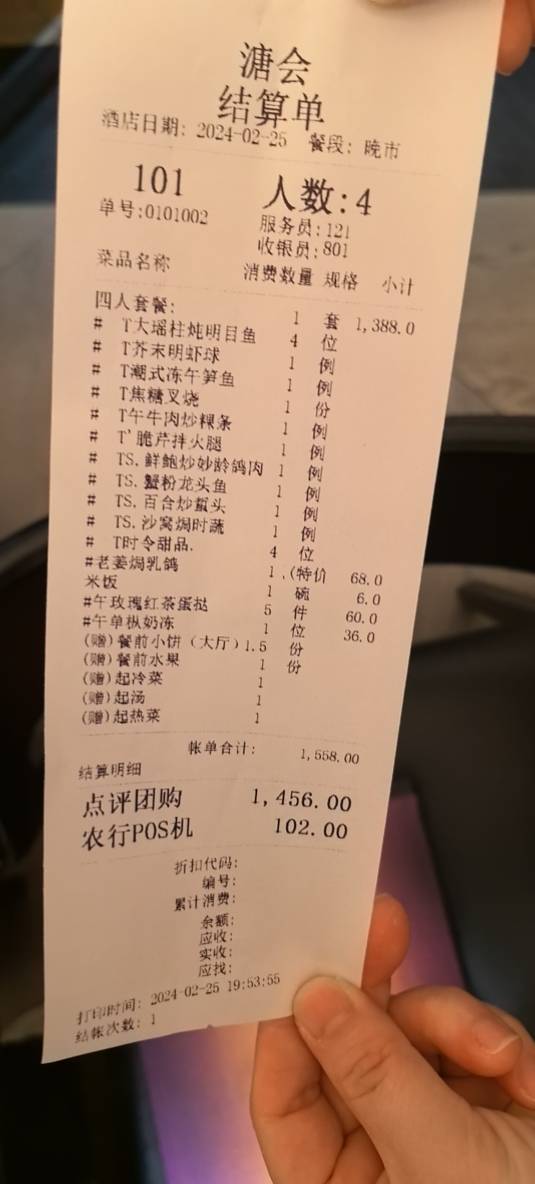 溏会
结算单
酒店日期: 2024-02-25 餐段: 晚市
101 人数:4
单号:0101002 服务员:121
收银员:801
菜品名称 消费数量 规格 小计
四人套餐: 1 套 1,388.0
# T大瑶柱炖明目鱼 4 位
# T芥末明虾球 1 例
# T潮式冻午笋鱼 1 例
# T焦糖叉烧 1 份
# T午牛肉炒粿条 1 例
# T'脆芹拌火腿 1 例
# TS.鲜鲍炒妙龄鸽肉 1 例
# TS.蟹粉龙头鱼 1 例
# TS.百合炒蜇头 1 例
# TS.沙窝焗时蔬 1 例
# T时令甜品. 4 位
#老姜焗乳鸽 1 .(特价 68.0
米饭 1 碗 6.0
#午玫瑰红茶蛋挞 5 件 60.0
#午单枞奶冻 1 位 36.0
(赠)餐前小饼（大厅）1.5 份
(赠)餐前水果 1 份
(赠)起冷菜 1
(赠)起汤 1
(赠)起热菜 1
帐单合计: 1,558.00
结算明细
点评团购 1,456.00
农行POS机 102.00
折扣代码:
编号:
累计消费:
余额:
应收:
实收:
应找:
打印时间: 2024-02-25 19:53:55
结帐次数: 1